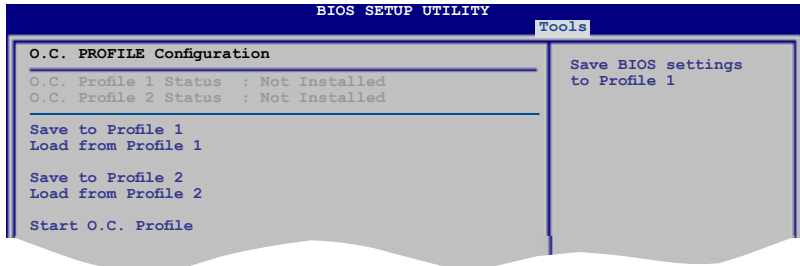 BIOS SETUP UTILITY
Tools
O.C. PROFILE Configuration
O.C. Profile 1 Status : Not Installed
O.C. Profile 2 Status : Not Installed
Save to Profile 1
Load from Profile 1
Save to Profile 2
Load from Profile 2
Start O.C. Profile
Save BIOS settings
to Profile 1